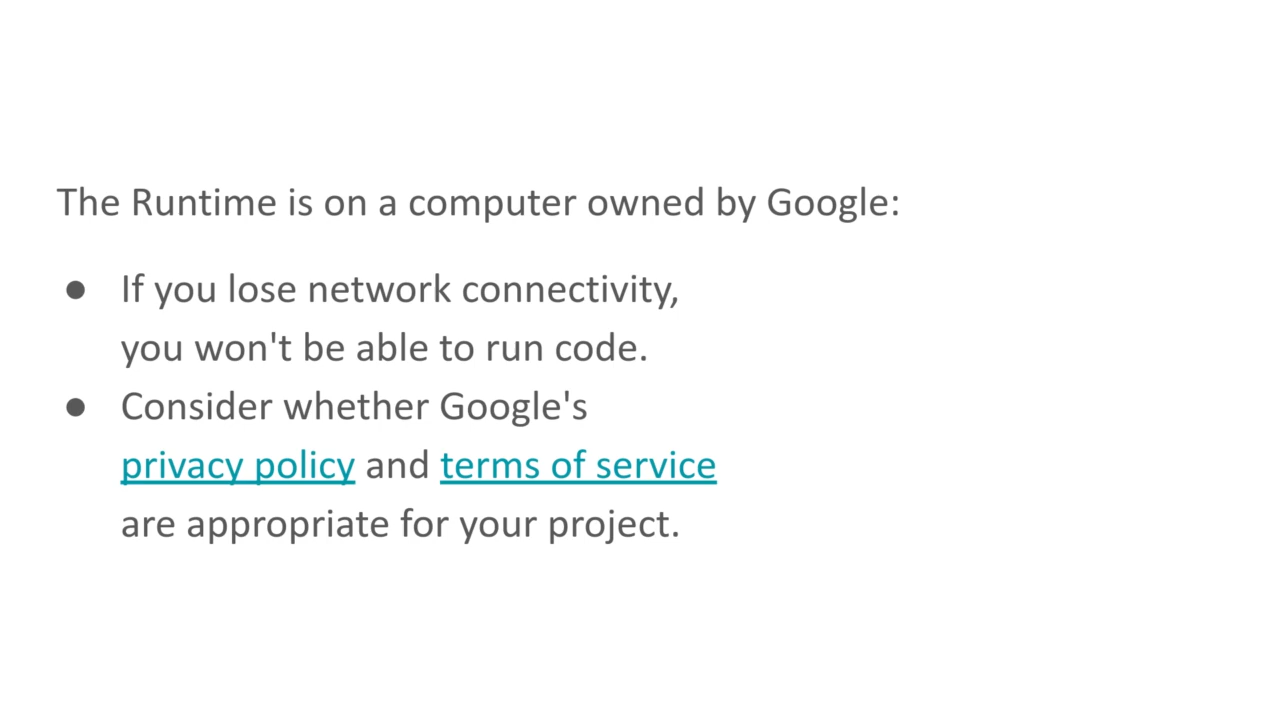 The Runtime is on a computer owned by Google:
● If you lose network connectivity,
you won't be able to run code.
● Consider whether Google's
privacy policy and terms of service
are appropriate for your project.